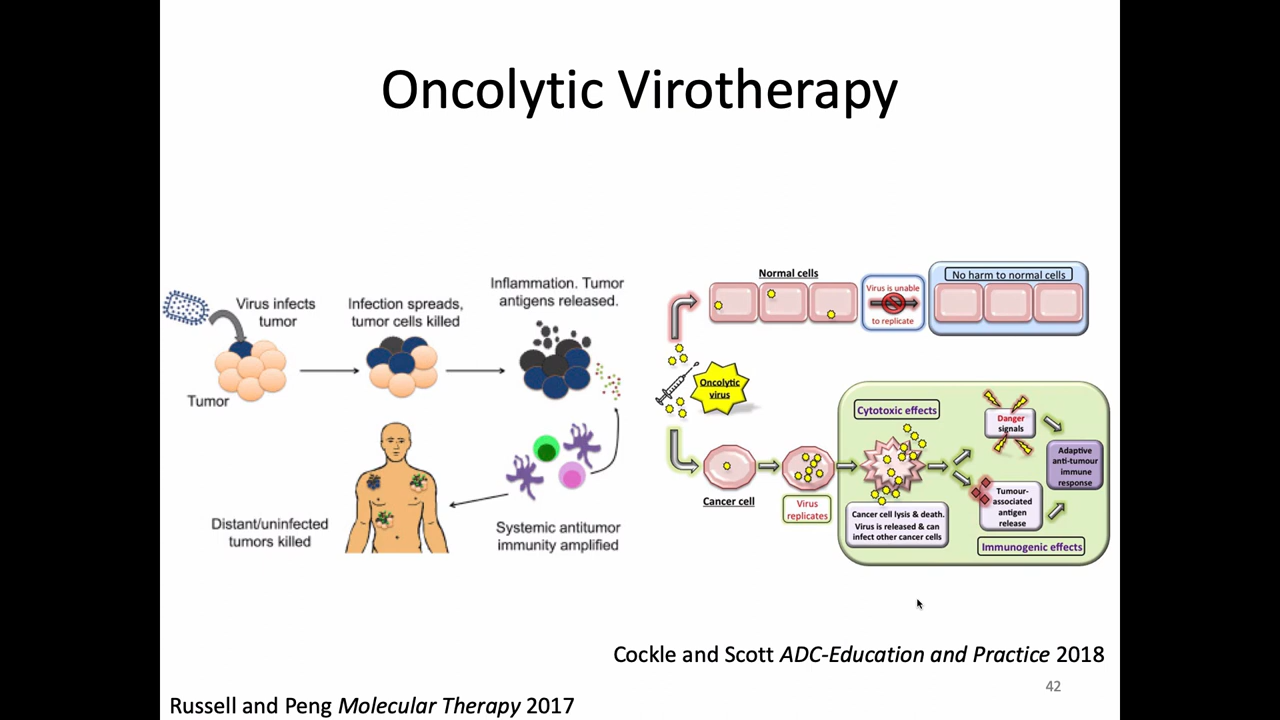 Oncolytic Virotherapy
Virus infects
tumor
Tumor
Infection spreads,
tumor cells killed
Inflammation. Tumor
antigens released.
Systemic antitumor
immunity amplified
Distant/uninfected
tumors killed
Normal cells
Virus is unable
to replicate
No harm to normal cells
Oncolytic
virus
Cancer cell
Virus
replicates
Cytotoxic effects
Cancer cell lysis & death.
Virus is released & can
infect other cancer cells
Danger
signals
Tumour-
associated
antigen
release
Adaptive
anti-tumour
immune
response
Immunogenic effects
Cockle and Scott ADC-Education and Practice 2018
42
Russell and Peng Molecular Therapy 2017